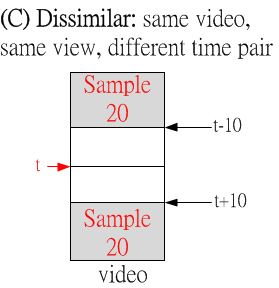 (C) Dissimilar: same video,
same view, different time pair
Sample
20
t-10
t
t+10
Sample
20
video